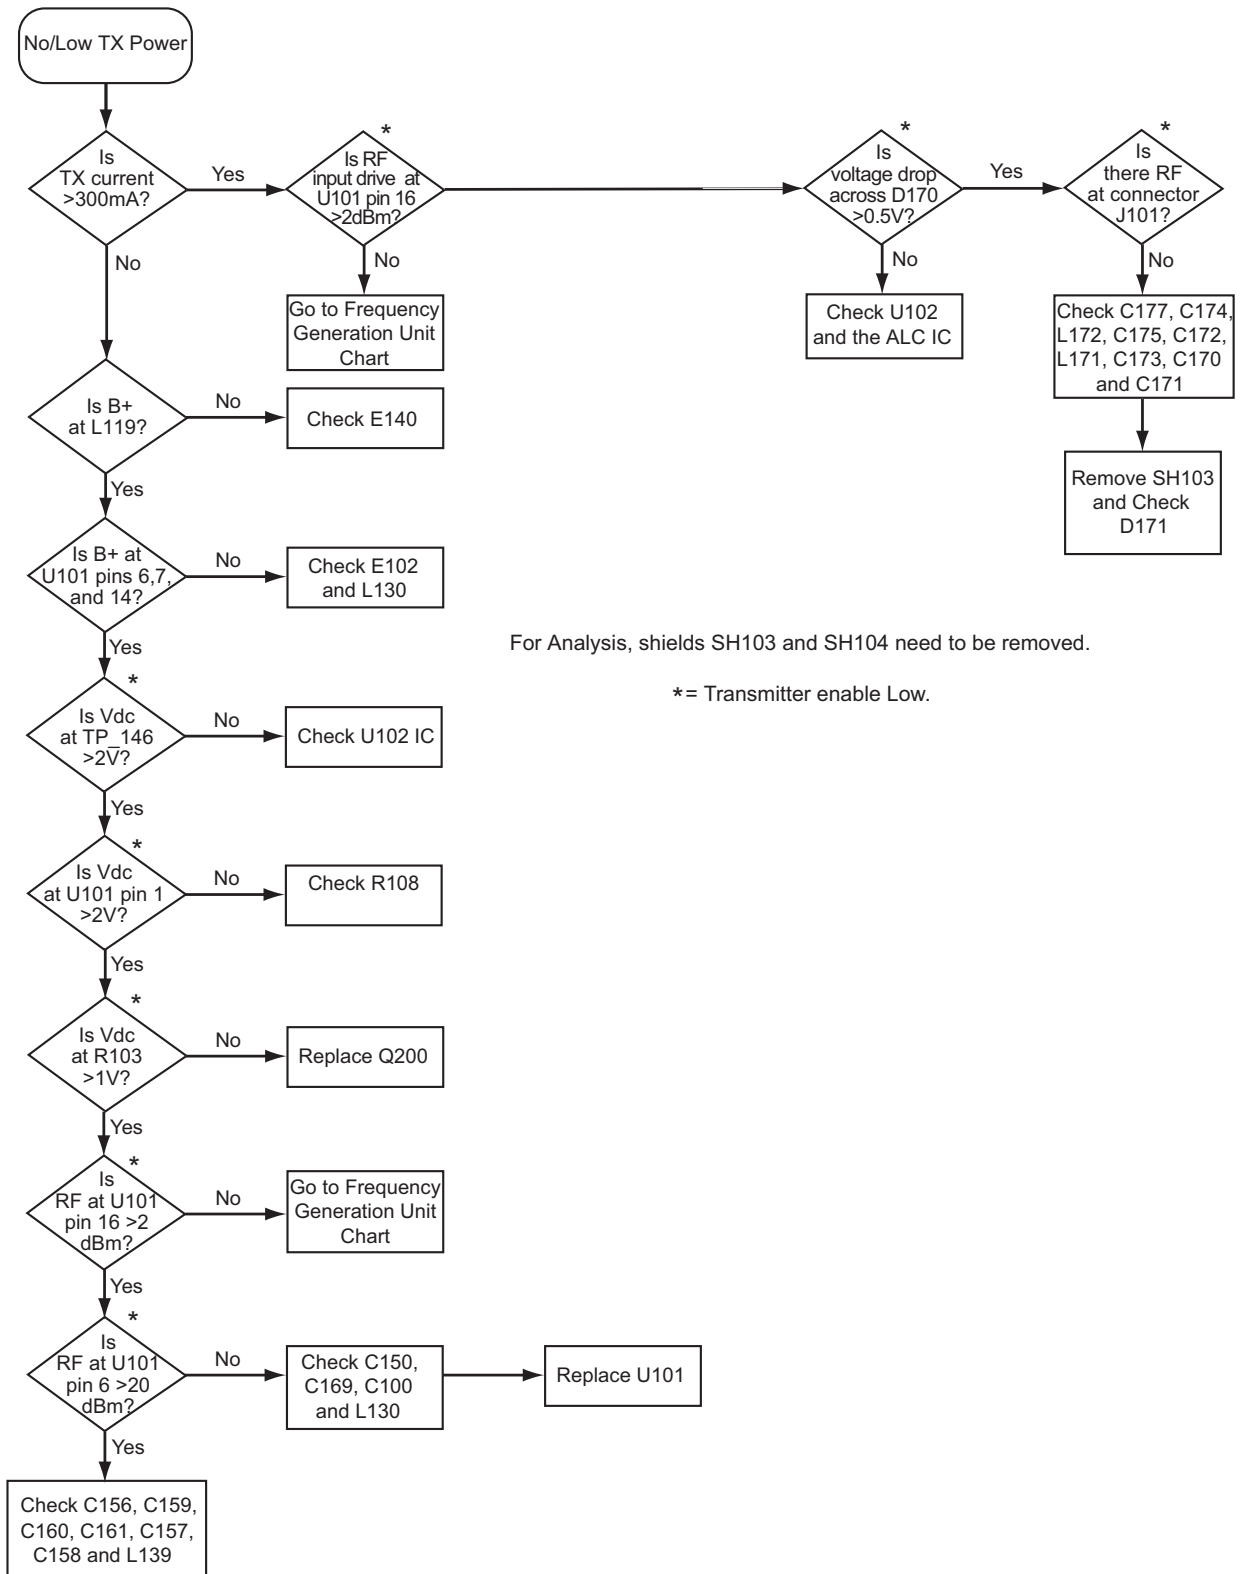 No/Low TX Power
Is
TX current
>300mA?
Yes
*
Is RF
input drive at
U101 pin 16
>2dBm?
*
Is
voltage drop
across D170
>0.5V?
Yes
*
Is
there RF
at connector
J101?
No
No
No
No
Go to Frequency
Generation Unit
Chart
Check U102
and the ALC IC
Check C177, C174,
L172, C175, C172,
L171, C173, C170
and C171
Remove SH103
and Check
D171
Is B+
at L119?
No
Check E140
Yes
Is B+ at
U101 pins 6,7,
and 14?
No
Check E102
and L130
Yes
For Analysis, shields SH103 and SH104 need to be removed.
*= Transmitter enable Low.
*
Is Vdc
at TP_146
>2V?
No
Check U102 IC
Yes
*
Is Vdc
at U101 pin 1
>2V?
No
Check R108
Yes
*
Is Vdc
at R103
>1V?
No
Replace Q200
Yes
*
Is
RF at U101
pin 16 >2
dBm?
No
Go to Frequency
Generation Unit
Chart
Yes
*
Is
RF at U101
pin 6 >20
dBm?
No
Check C150,
C169, C100
and L130
Replace U101
Yes
Check C156, C159,
C160, C161, C157,
C158 and L139